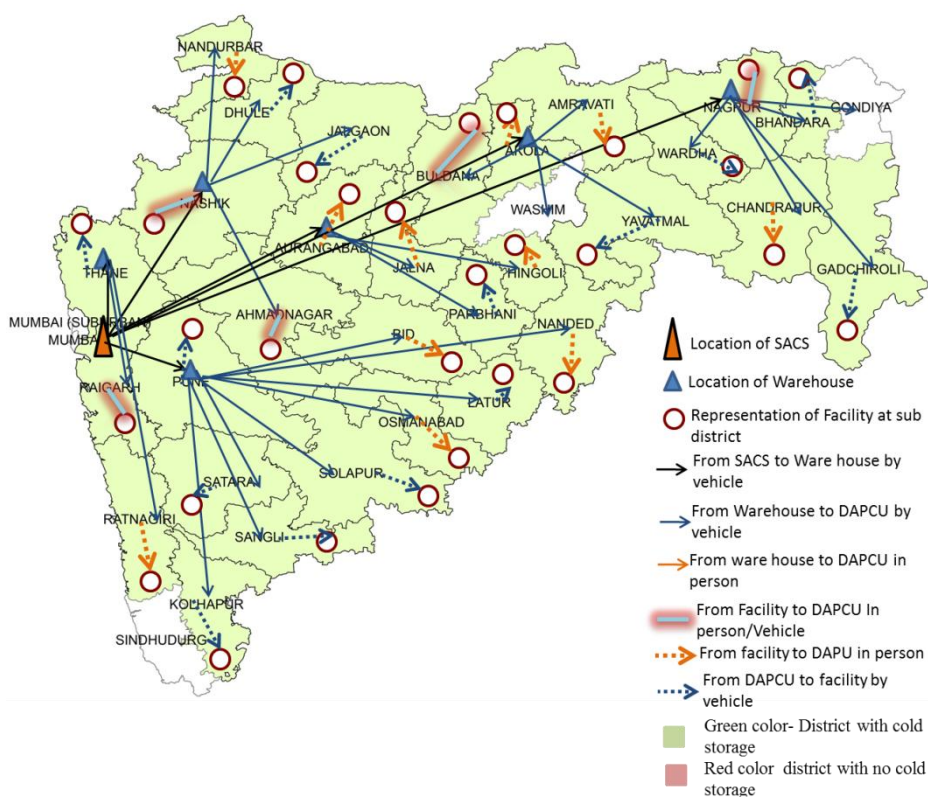 NANDURBAR
DHULE
JALGAON
AMRAVATI
NAGPUR
GONDIYA
BHANDARA
AKOLA
WARDHA
BULDANA
NASHIK
WASHIM
YAVATMAL
CHANDRAPUR
AURANGABAD
THANE
JALNA
HINGOLI
GADCHIROLI
PARBHANI
AHMADNAGAR
NANDED
MUMBAI (SUBURBAN)
MUMBAI
BID
RAIGARH
PUNE
LATUR
OSMANABAD
SOLAPUR
SATARA
RATNAGIRI
SANGLI
KOLHAPUR
SINDHUDURG
Location of SACS
Location of Warehouse
Representation of Facility at sub
district
From SACS to Ware house by
vehicle
From Warehouse to DAPCU by
vehicle
From ware house to DAPCU in
person
From Facility to DAPCU In
person/Vehicle
From facility to DAPU in person
From DAPCU to facility by
vehicle
Green color- District with cold
storage
Red color district with no cold
storage